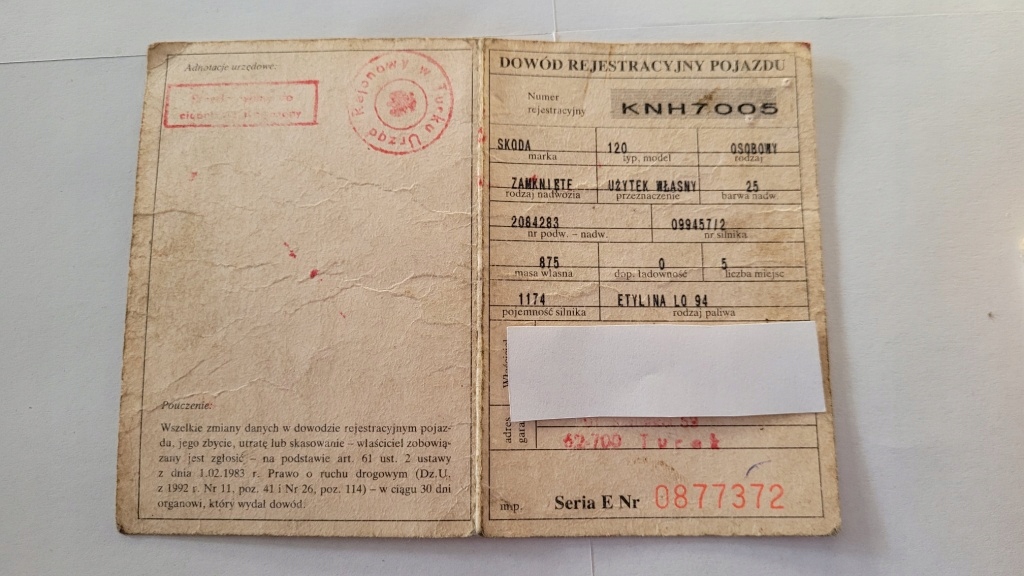 Adnotacje urzędowe:
Urząd Rejonowy w Turku
Pouczenie:
Wszelkie zmiany danych w dowodzie rejestracyjnym pojaz-
du, jego zbycie, utratę lub skasowanie – właściciel zobowią-
zany jest zgłosić – na podstawie art. 61 ust. 2 ustawy
z dnia 1.02.1983 r. Prawo o ruchu drogowym (Dz.U.
z 1992 r. Nr 11, poz. 41 i Nr 26, poz. 114) – w ciągu 30 dni
organowi, który wydał dowód.
DOWÓD REJESTRACYJNY POJAZDU
Numer
rejestracyjny
KNH7005
SKODA 120 OSOBOWY
marka typ, model rodzaj
ZAMKNIĘTE UŻYTEK WŁASNY 25
rodzaj nadwozia przeznaczenie barwa nadw.
2084283 099457/2
nr podw. – nadw. nr silnika
875 0 5
masa własna dop. ładowność liczba miejsc
1174 ETYLINA LO 94
pojemność silnika rodzaj paliwa
adres
62-700 Turek
m.p. Seria E Nr 0877372